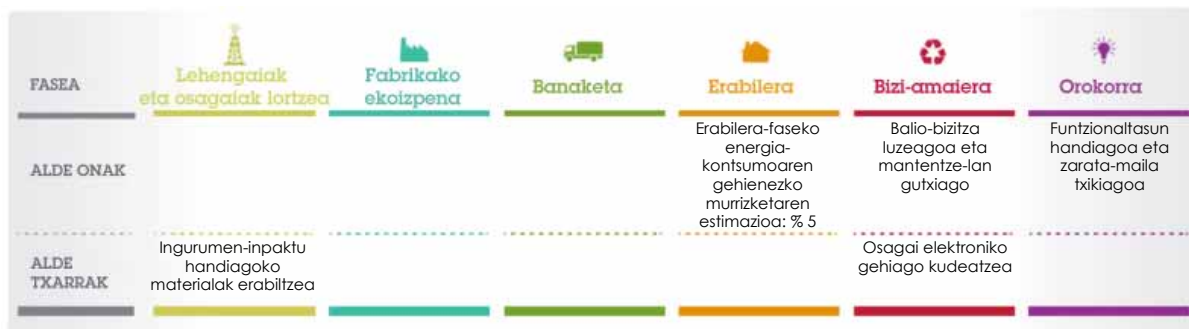 FASEA
Lehengaiak
eta osagaiak lortzea
Fabrikako
ekoizpena
Banaketa
Erabilera
Bizi-amaiera
Orokorra
ALDE ONAK
Erabilera-faseko
energia-
kontsumoaren
gehienezko
murrizketaren
estimazioa: % 5
Balio-bizitza
luzeagoa eta
mantentze-lan
gutxiago
Funtzionaltasun
handiagoa eta
zarata-maila
txikiagoa
ALDE
TXARRAK
Ingurumen-inpaktu
handiagoko
materialak erabiltzea
Osagai elektroniko
gehiago kudeatzea